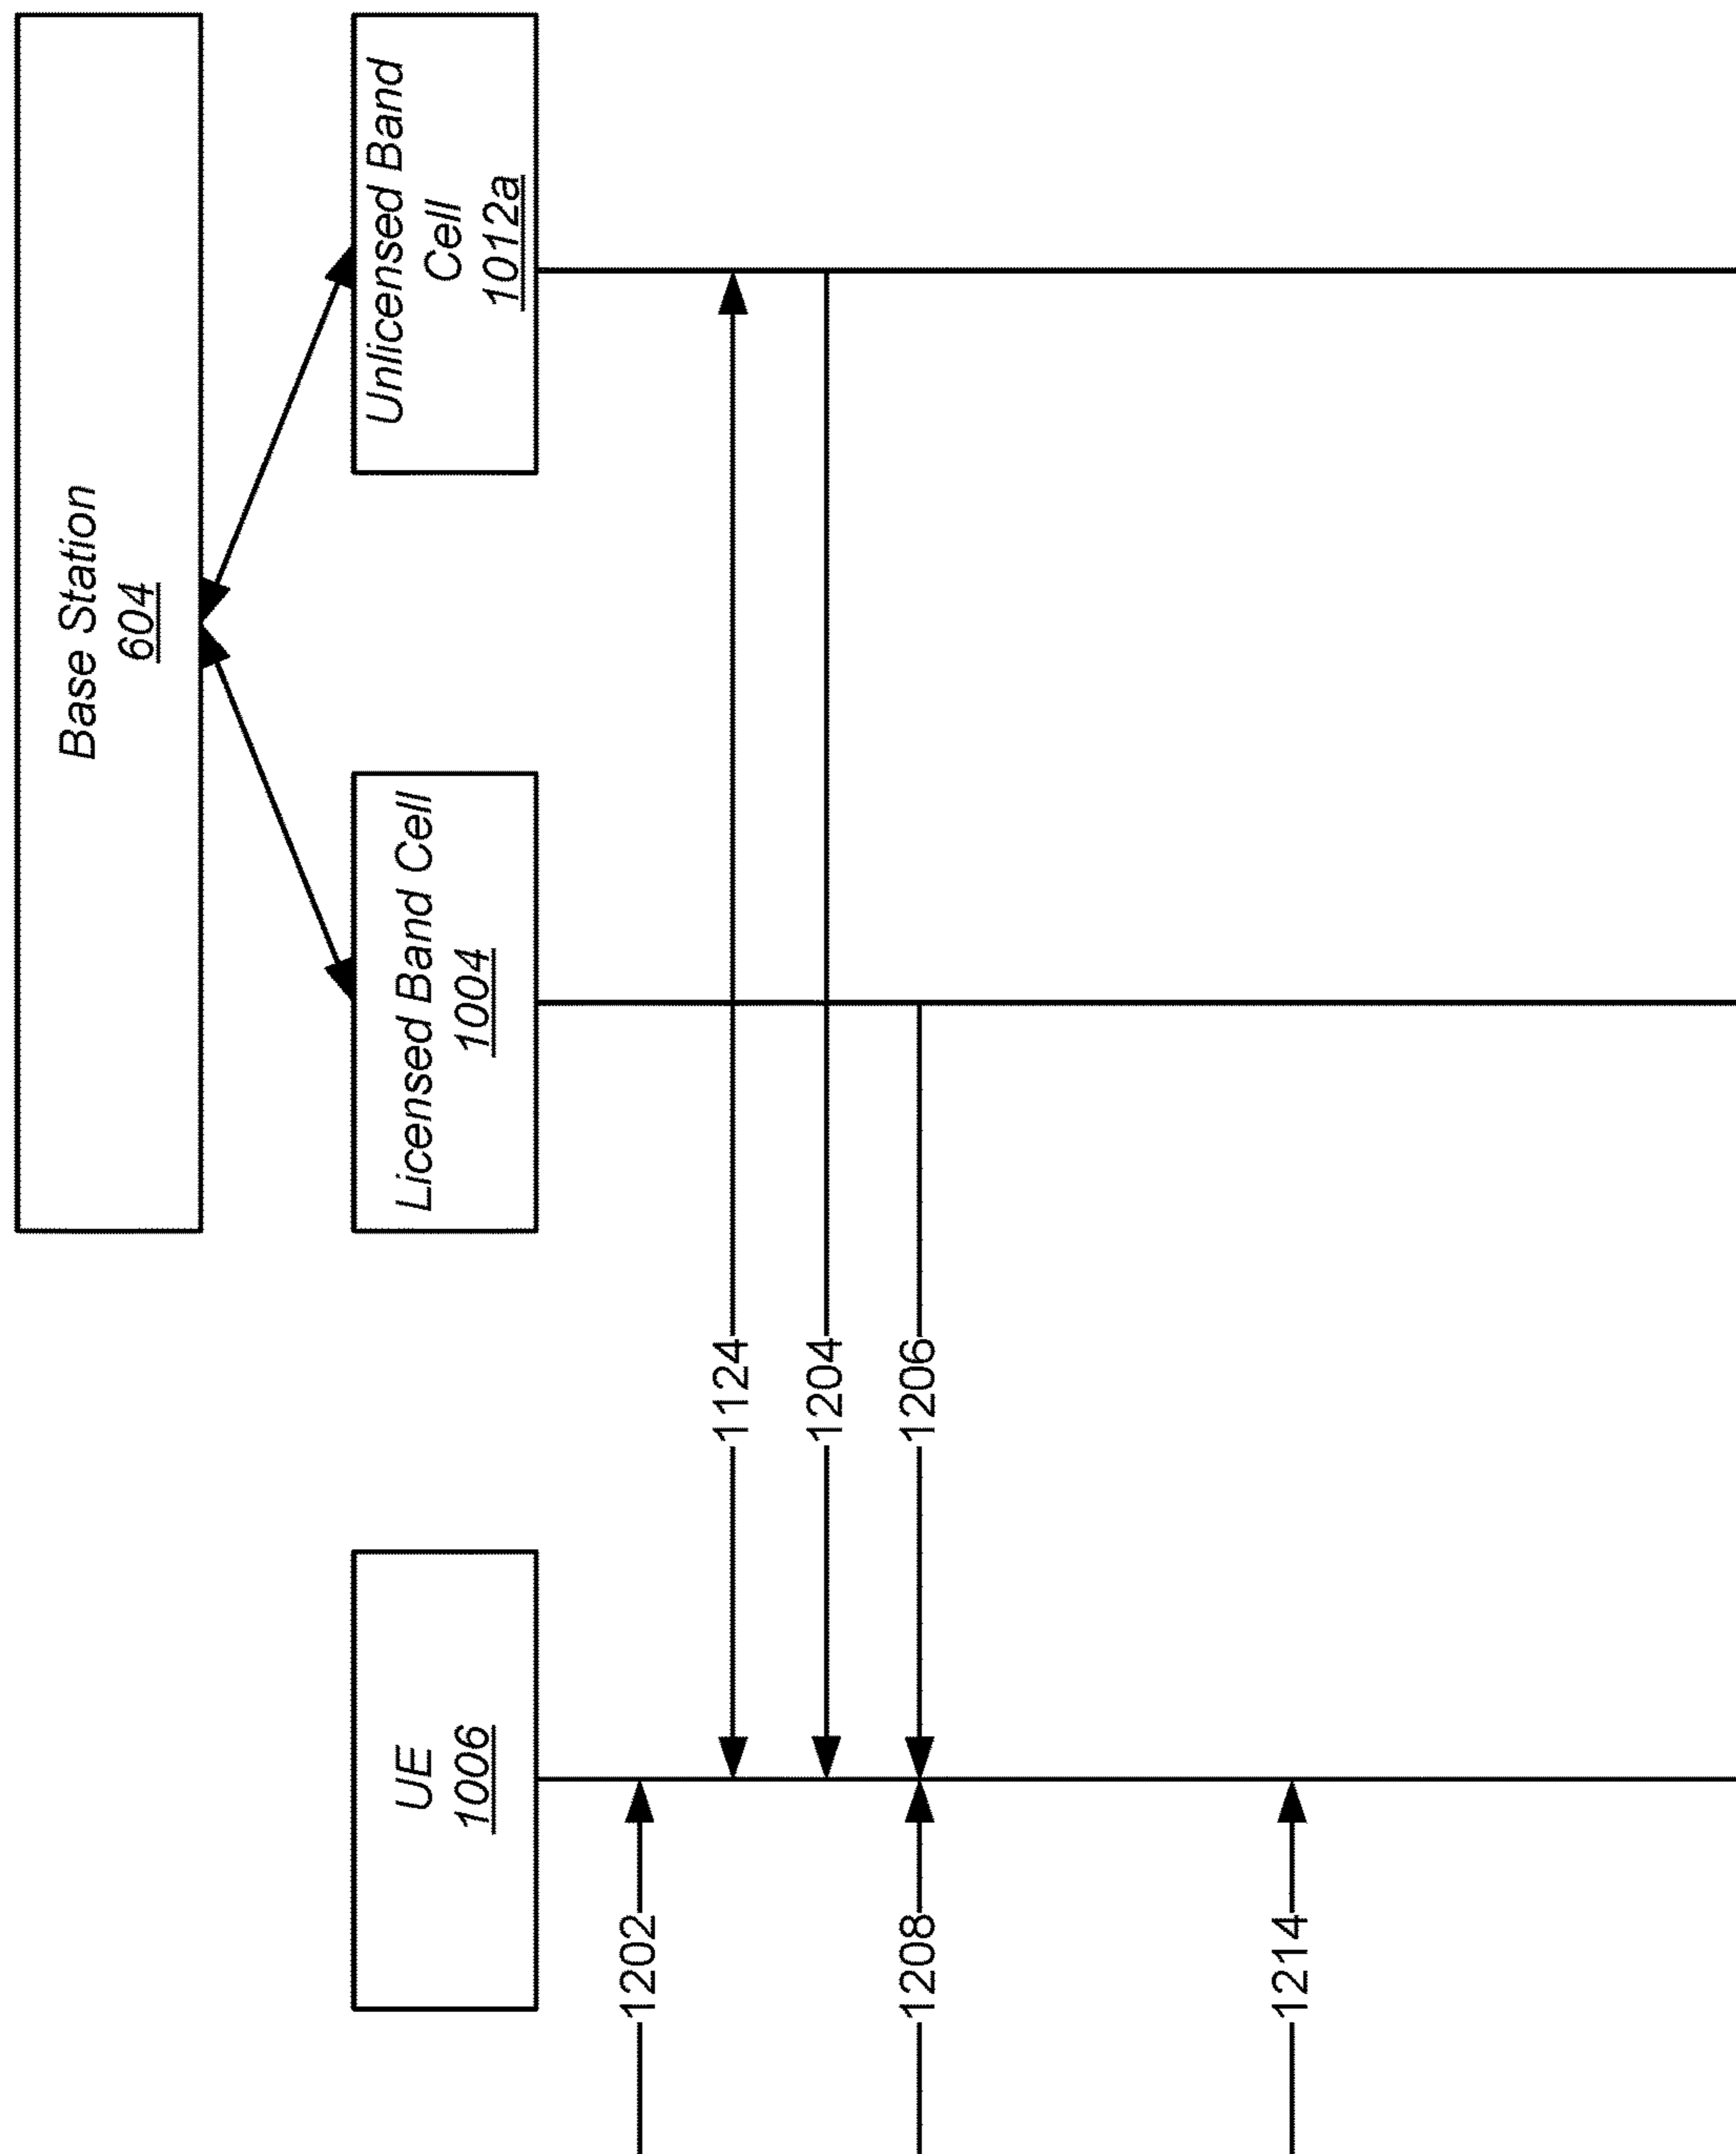 Base Station
604
UE
1006
Licensed Band Cell
1004
Unlicensed Band
Cell
1012a
1202
1124
1204
1206
1208
1214